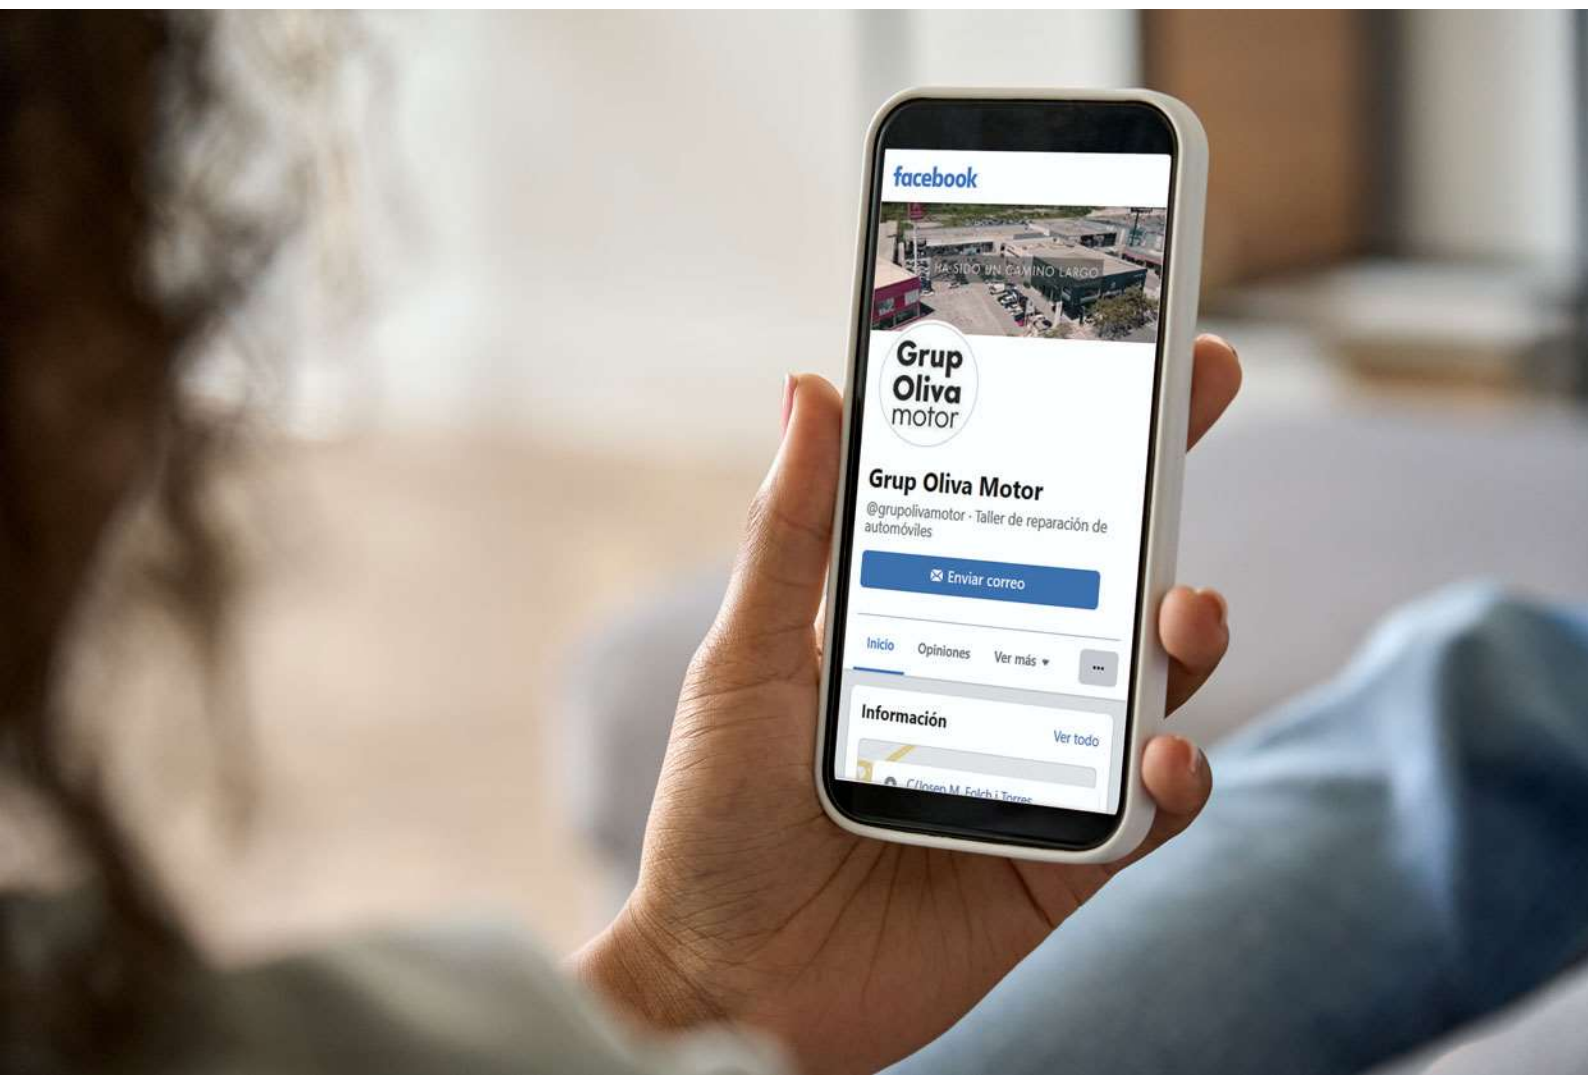 facebook
HA SIDO UN CAMINO LARGO
Grup
Oliva
motor
Grup Oliva Motor
@grupolivamotor · Taller de reparación de
automóviles
Enviar correo
Inicio Opiniones Ver más ▾ ...
Información Ver todo
C/Josep M. Folch i Torres